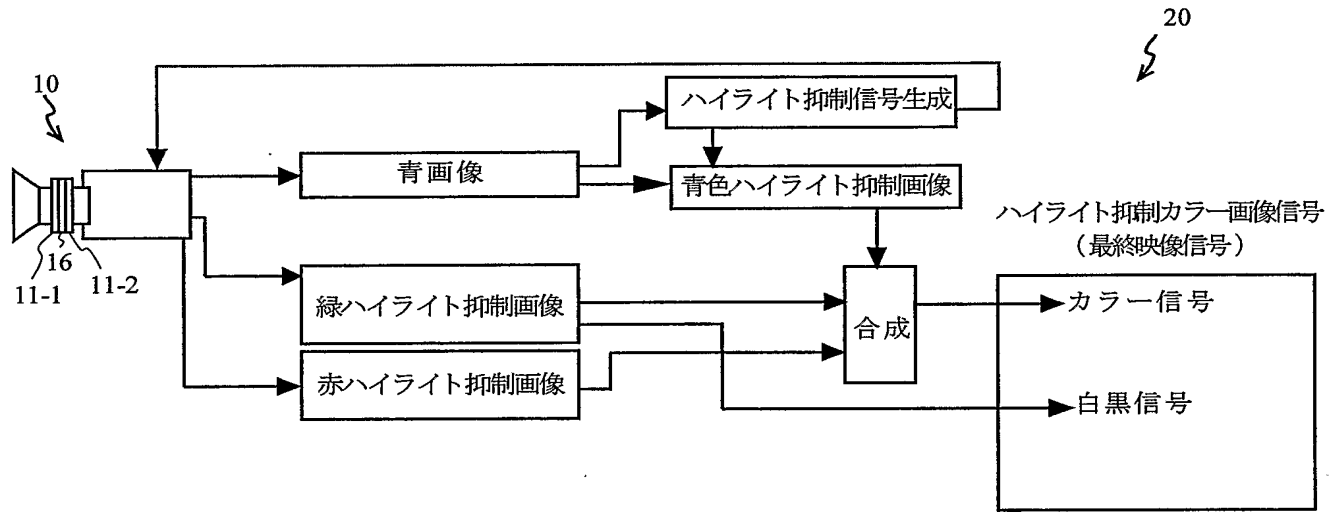 20
10
ハイライト抑制信号生成
青画像
青色ハイライト抑制画像
ハイライト抑制カラー画像信号
（最終映像信号）
16
11-1
11-2
緑ハイライト抑制画像
合成
カラー信号
赤ハイライト抑制画像
白黒信号